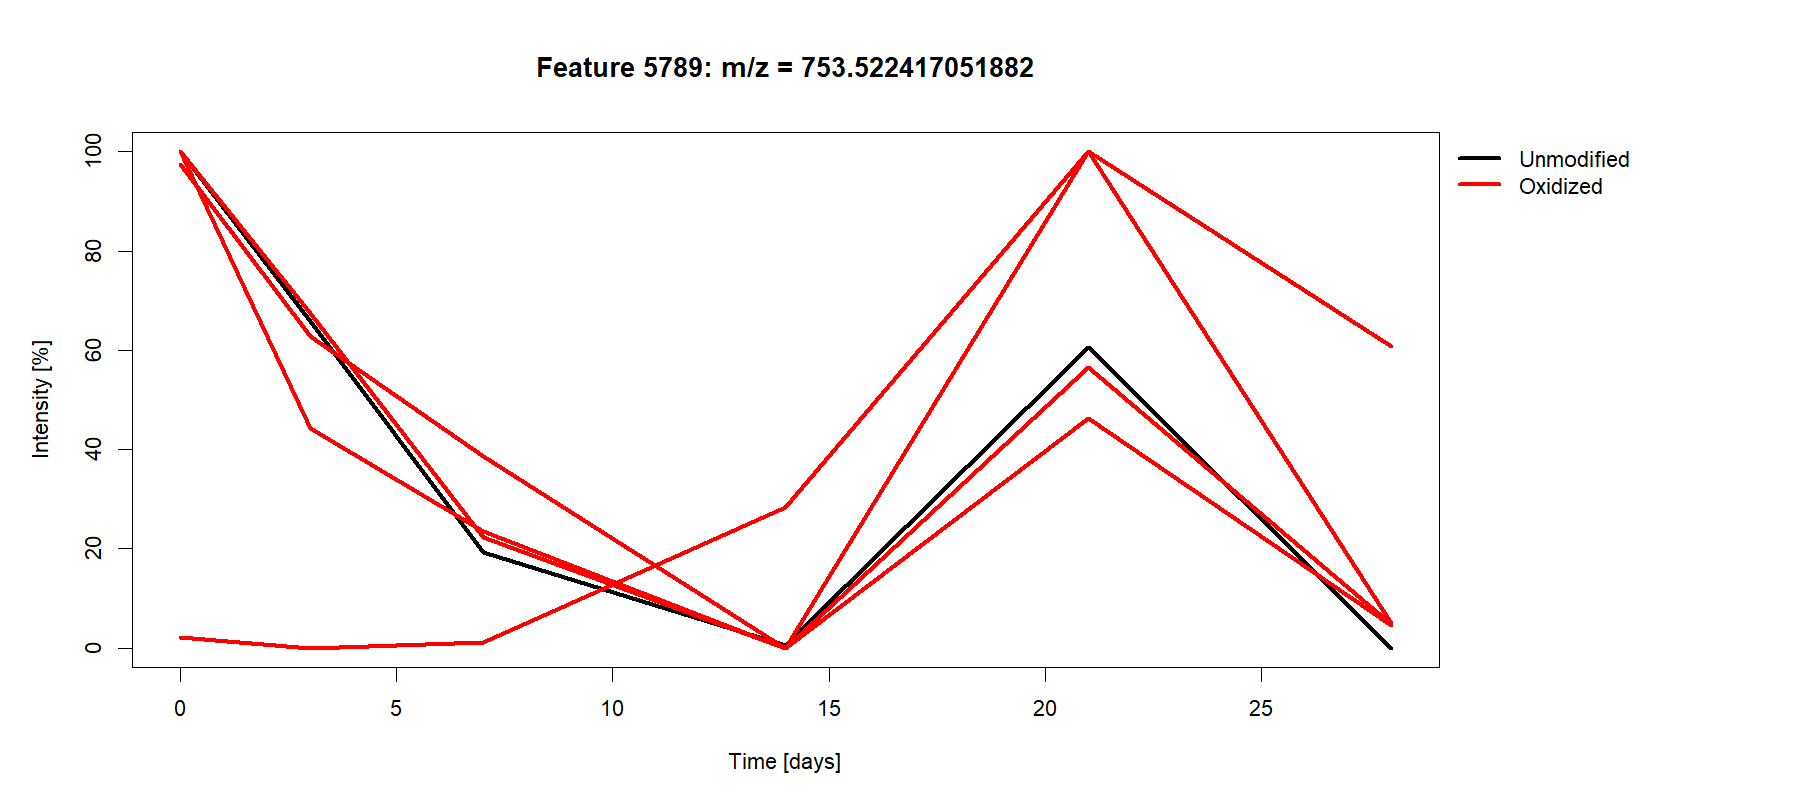 Feature 5789: m/z = 753.522417051882
Unmodified
Oxidized
Intensity [%]
100
80
60
40
20
0
0 5 10 15 20 25
Time [days]